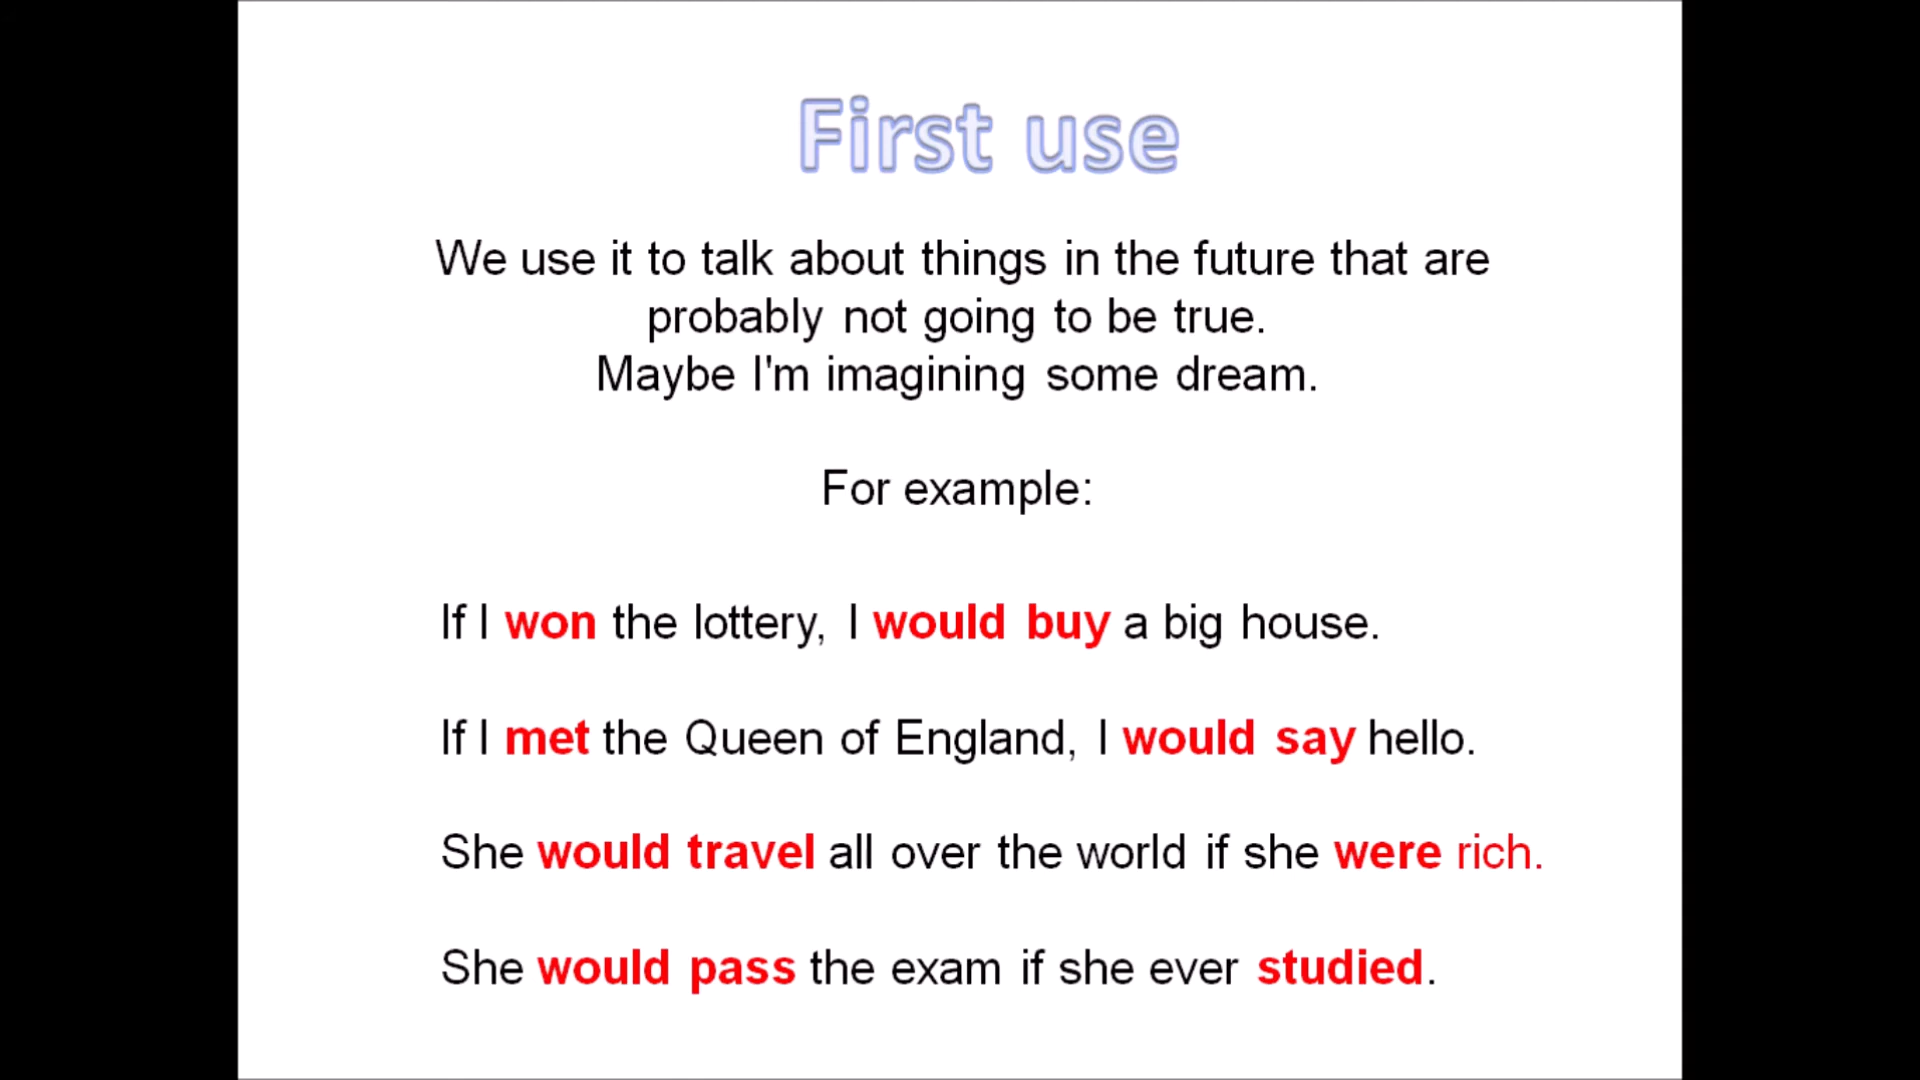 First use
We use it to talk about things in the future that are
probably not going to be true.
Maybe I'm imagining some dream.
For example:
If I won the lottery, I would buy a big house.
If I met the Queen of England, I would say hello.
She would travel all over the world if she were rich.
She would pass the exam if she ever studied.